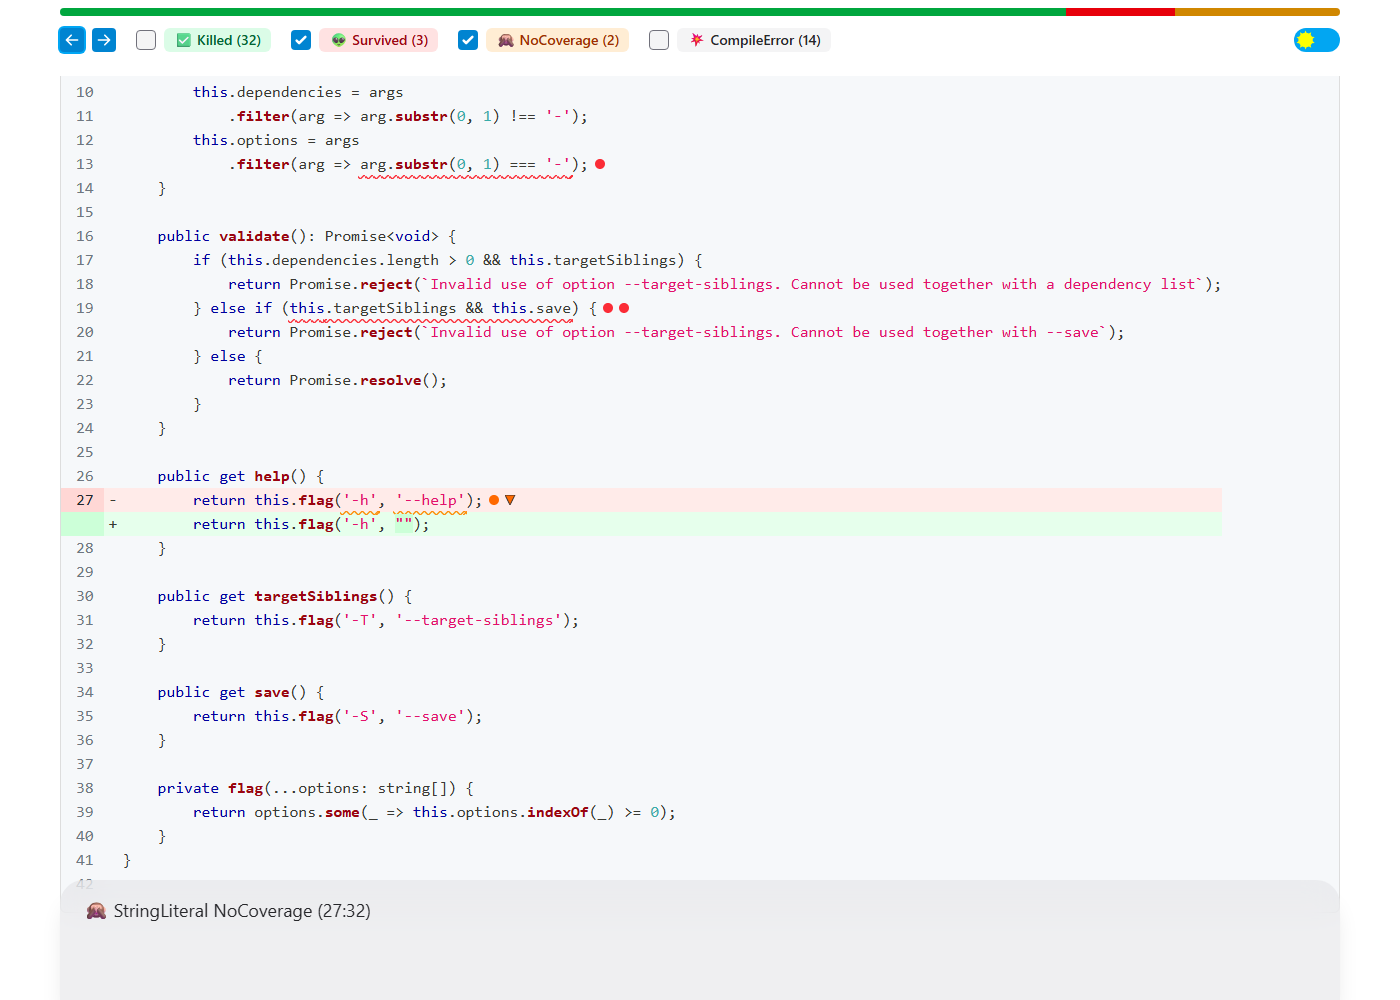 Killed (32) Survived (3) NoCoverage (2) CompileError (14)
10 this.dependencies = args
11 .filter(arg => arg.substr(0, 1) !== '-');
12 this.options = args
13 .filter(arg => arg.substr(0, 1) === '-');
14 }
15
16 public validate(): Promise<void> {
17 if (this.dependencies.length > 0 && this.targetSiblings) {
18 return Promise.reject(`Invalid use of option --target-siblings. Cannot be used together with a dependency list`);
19 } else if (this.targetSiblings && this.save) {
20 return Promise.reject(`Invalid use of option --target-siblings. Cannot be used together with --save`);
21 } else {
22 return Promise.resolve();
23 }
24 }
25
26 public get help() {
27 - return this.flag('-h', '--help');
+ return this.flag('-h', "");
28 }
29
30 public get targetSiblings() {
31 return this.flag('-T', '--target-siblings');
32 }
33
34 public get save() {
35 return this.flag('-S', '--save');
36 }
37
38 private flag(...options: string[]) {
39 return options.some(_ => this.options.indexOf(_) >= 0);
40 }
41 }
42
StringLiteral NoCoverage (27:32)